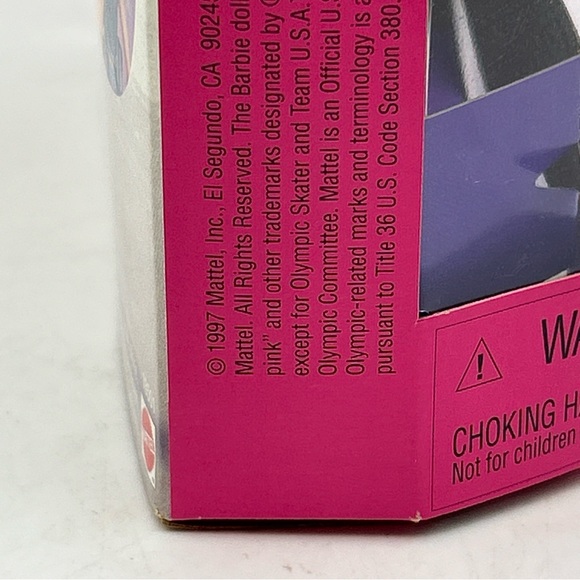 © 1997 Mattel, Inc., El Segundo, CA 9024
Mattel. All Rights Reserved. The Barbie doll
pink" and other trademarks designated by
except for Olympic Skater and Team U.S.A.
Olympic Committee. Mattel is an Official U.S
Olympic-related marks and terminology is a
pursuant to Title 36 U.S. Code Section 380.
!
WA
CHOKING HA
Not for children